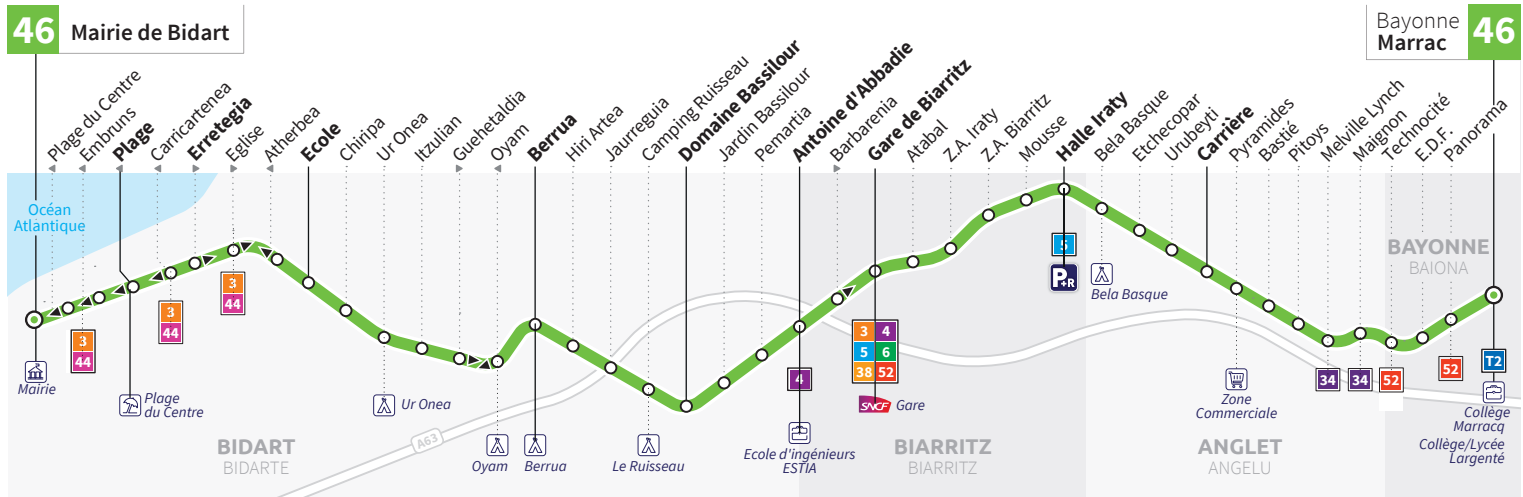 46 Mairie de Bidart
Bayonne
Marrac 46
Plage du Centre
Embruns
Plage
Carricartenea
Erretegia
Eglise
Atherbea
Ecole
Chiripa
Ur Onea
Itzulian
Guehetaldia
Oyam
Berrua
Hiri Artea
Jaurreguia
Camping Ruisseau
Domaine Bassilour
Jardin Bassilour
Pemartia
Antoine d'Abbadie
Barbarenia
Gare de Biarritz
Atabal
Z.A. Iraty
Z.A. Biarritz
Mousse
Halle Iraty
Bela Basque
Etchecopar
Urubeyti
Carrière
Pyramides
Bastié
Pitoys
Melville Lynch
Maignon
Technocité
E.D.F.
Panorama
Océan
Atlantique
3
44
3
44
3
44
Mairie
Plage
du Centre
Ur Onea
Oyam
Berrua
Le Ruisseau
A63
BIDART
BIDARTE
4
Ecole d'ingénieurs
ESTIA
3 4
5 6
38 52
SNCF Gare
BIARRITZ
BIARRITZ
5
P+R
Bela Basque
Zone
Commerciale
ANGLET
ANGELU
34
34
52
52
BAYONNE
BAIONA
T2
Collège
Marracq
Collège/Lycée
Largenté